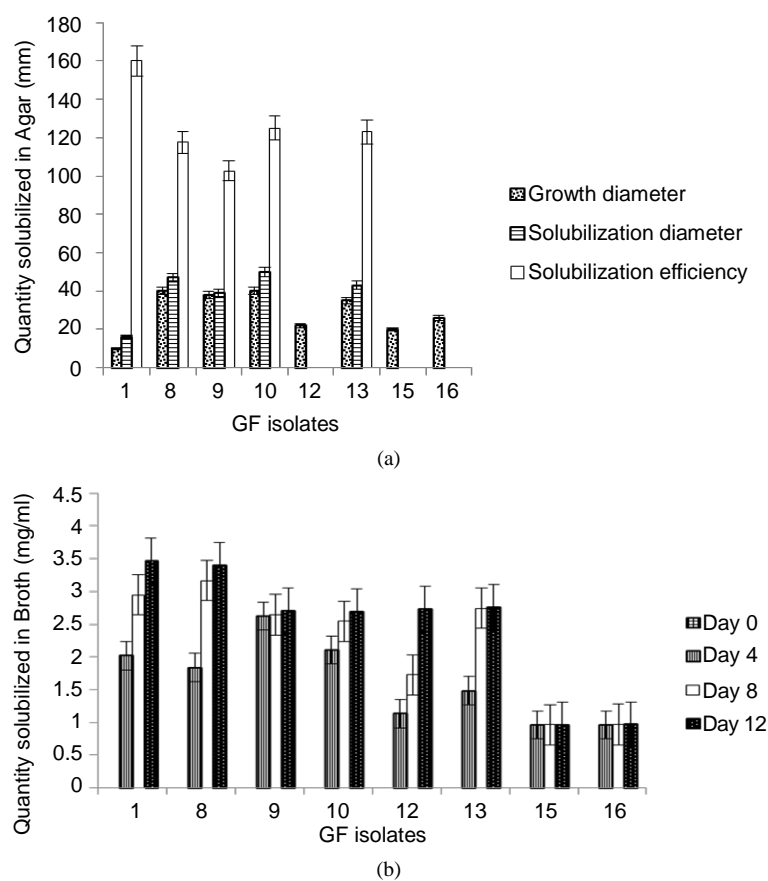 180
160
140
120
100
80
60
40
20
0
Quantity solubilized in Agar (mm)
1 8 9 10 12 13 15 16
GF isolates
Growth diameter
Solubilization diameter
Solubilization efficiency
(a)
4.5
4
3.5
3
2.5
2
1.5
1
0.5
0
Quantity solubilized in Broth (mg/ml)
1 8 9 10 12 13 15 16
GF isolates
Day 0
Day 4
Day 8
Day 12
(b)